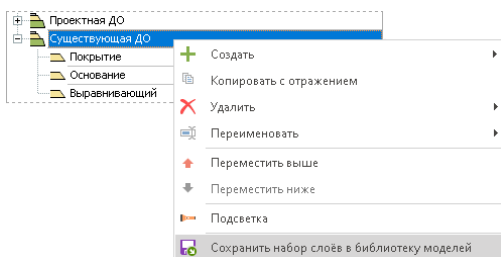 Проектная ДО
Существующая ДО
Покрытие
Основание
Выравнивающий
Создать
Копировать с отражением
Удалить
Переименовать
Переместить выше
Переместить ниже
Подсветка
Сохранить набор слоёв в библиотеку моделей